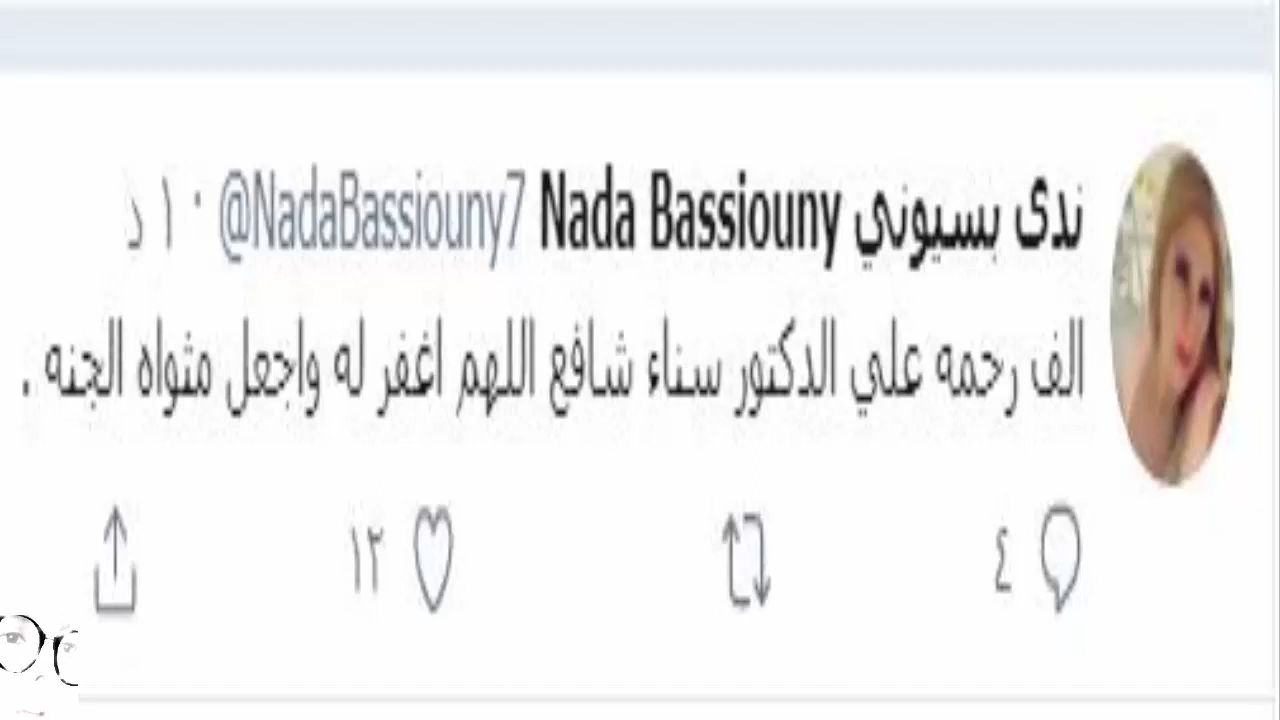 ندى بسيوني Nada Bassiouny @NadaBassiouny7 · ١ د
الف رحمه علي الدكتور سناء شافع اللهم اغفر له واجعل مثواه الجنه .
٤ ١٢